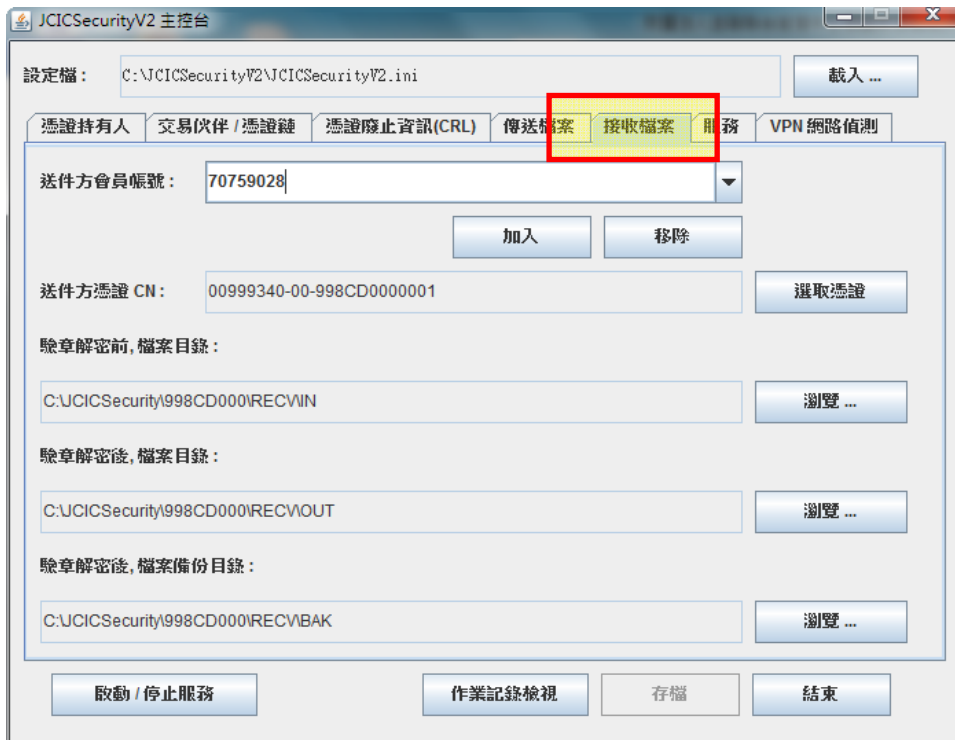 JCICSecurityV2 主控台
設定檔： C:\JCICSecurityV2\JCICSecurityV2.ini 載入 ...
憑證持有人 交易伙伴 / 憑證鏈 憑證廢止資訊(CRL) 傳送檔案 接收檔案 服務 VPN 網路偵測
送件方會員帳號： 70759028
加入 移除
送件方憑證 CN： 00999340-00-998CD0000001 選取憑證
驗章解密前, 檔案目錄：
C:\JCICSecurity\998CD000\RECV\IN 瀏覽 ...
驗章解密後, 檔案目錄：
C:\JCICSecurity\998CD000\RECV\OUT 瀏覽 ...
驗章解密後, 檔案備份目錄：
C:\JCICSecurity\998CD000\RECV\BAK 瀏覽 ...
啟動 / 停止服務 作業記錄檢視 存檔 結束